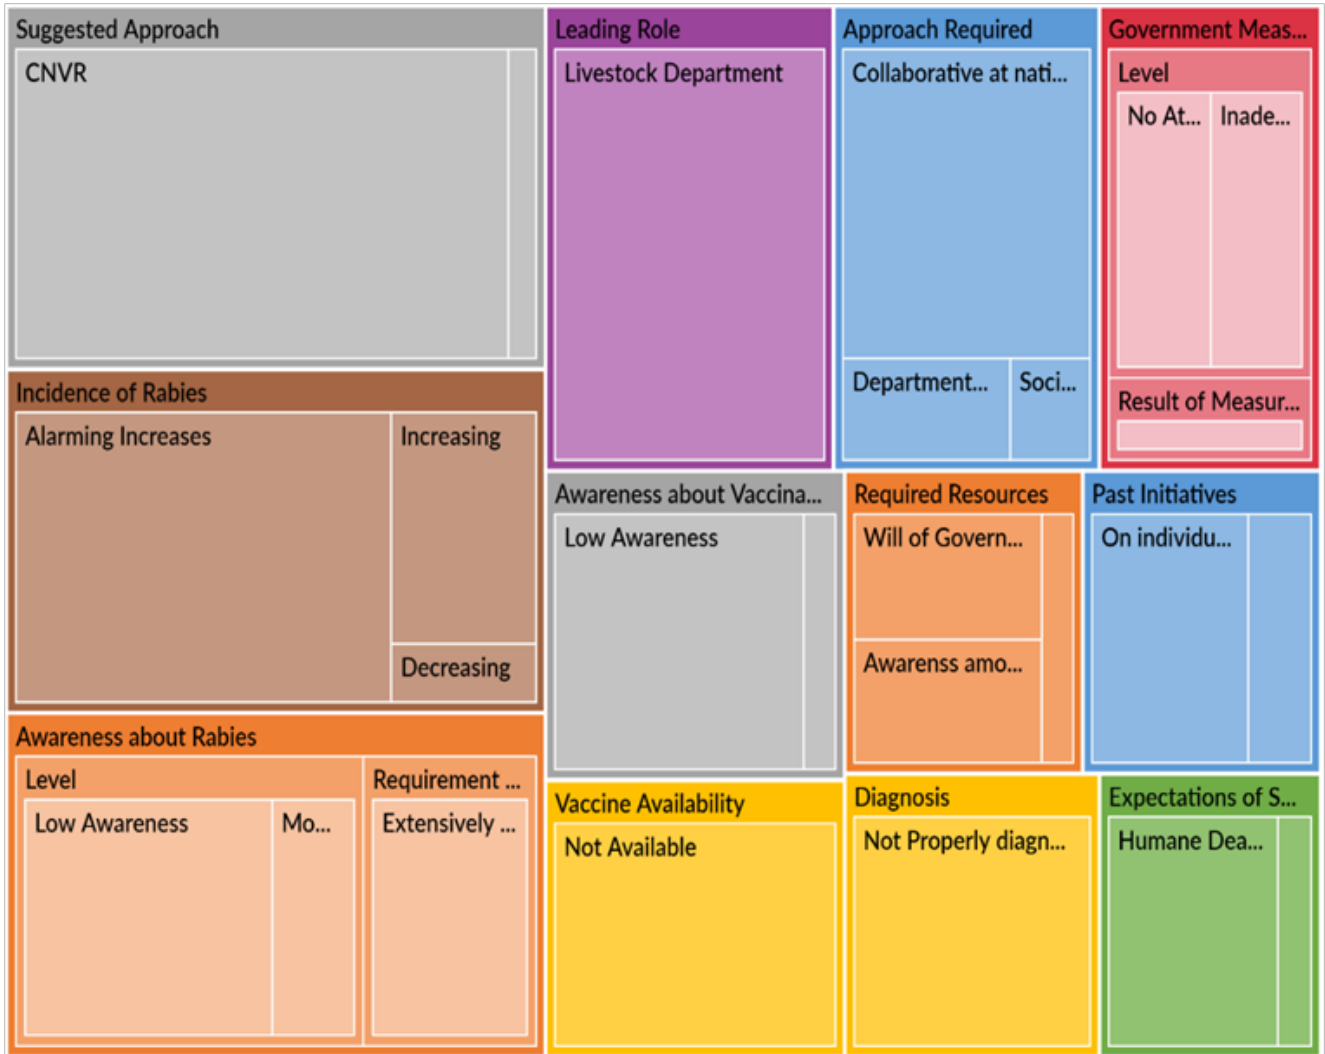 Suggested Approach
CNVR
Incidence of Rabies
Alarming Increases
Increasing
Decreasing
Awareness about Rabies
Level
Low Awareness
Mo...
Requirement ...
Extensively ...
Leading Role
Livestock Department
Approach Required
Collaborative at nati...
Department...
Soci...
Government Meas...
Level
No At...
Inade...
Result of Measur...
Awareness about Vaccina...
Low Awareness
Required Resources
Will of Govern...
Awarenss amo...
Past Initiatives
On individu...
Vaccine Availability
Not Available
Diagnosis
Not Properly diagn...
Expectations of S...
Humane Dea...